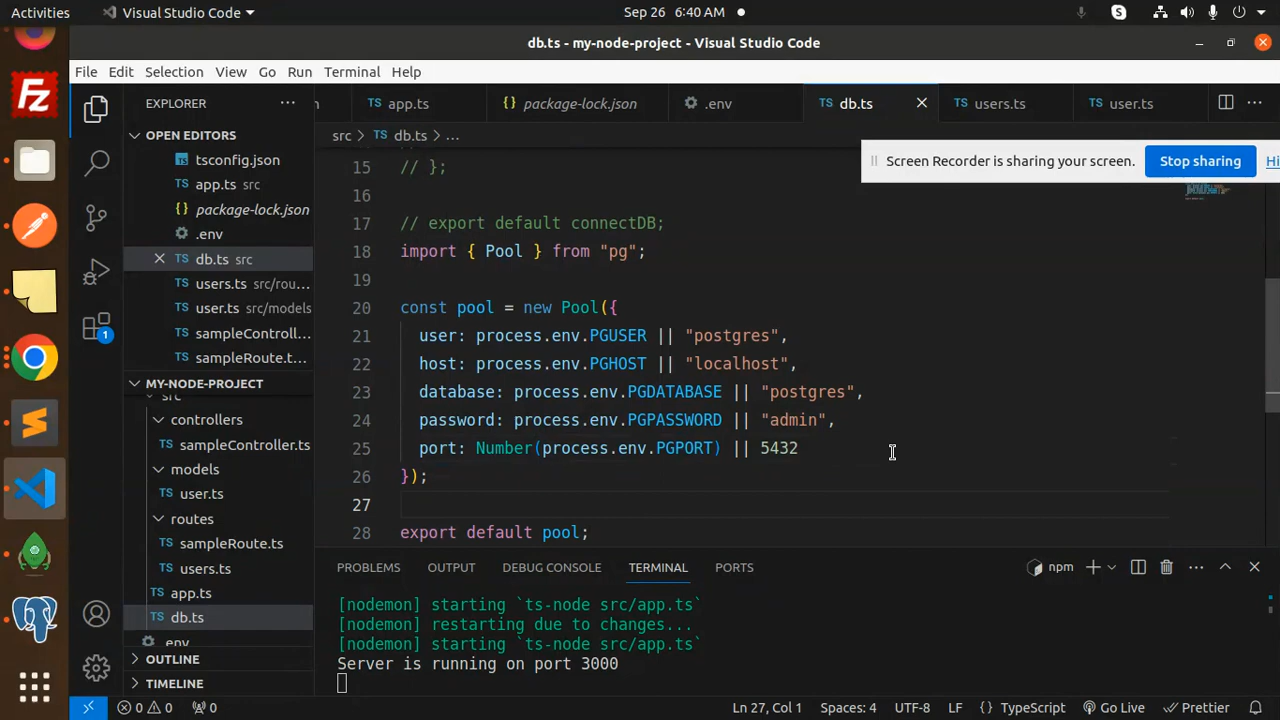 Activities
Visual Studio Code
Sep 26 6:40 AM
db.ts - my-node-project - Visual Studio Code
File Edit Selection View Go Run Terminal Help
EXPLORER
app.ts
package-lock.json
.env
db.ts
users.ts
user.ts
OPEN EDITORS
tsconfig.json
app.ts src
package-lock.json
.env
db.ts src
users.ts src/rou...
user.ts src/models
sampleControll...
sampleRoute.t...
MY-NODE-PROJECT
src
controllers
sampleController.ts
models
user.ts
routes
sampleRoute.ts
users.ts
app.ts
db.ts
.env
OUTLINE
TIMELINE
src > TS db.ts > ...
Screen Recorder is sharing your screen.
Stop sharing
Hi
15 // };
16
17 // export default connectDB;
18 import { Pool } from "pg";
19
20 const pool = new Pool({
21 user: process.env.PGUSER || "postgres",
22 host: process.env.PGHOST || "localhost",
23 database: process.env.PGDATABASE || "postgres",
24 password: process.env.PGPASSWORD || "admin",
25 port: Number(process.env.PGPORT) || 5432
26 });
27
28 export default pool;
PROBLEMS OUTPUT DEBUG CONSOLE TERMINAL PORTS
npm
[nodemon] starting `ts-node src/app.ts`
[nodemon] restarting due to changes...
[nodemon] starting `ts-node src/app.ts`
Server is running on port 3000
0 0 0
Ln 27, Col 1 Spaces: 4 UTF-8 LF {} TypeScript Go Live Prettier